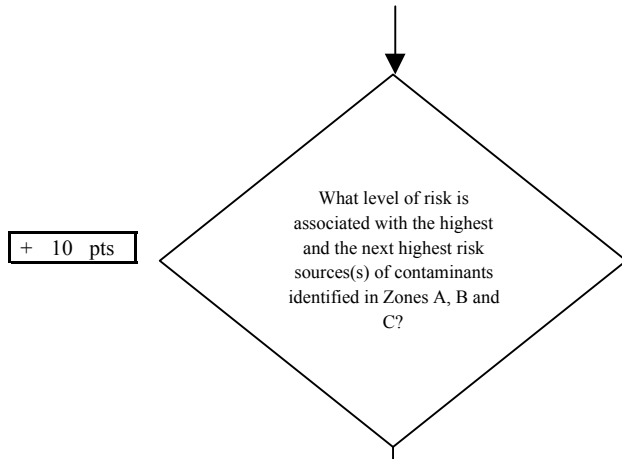 What level of risk is
associated with the highest
and the next highest risk
sources(s) of contaminants
identified in Zones A, B and
C?
+ 10 pts